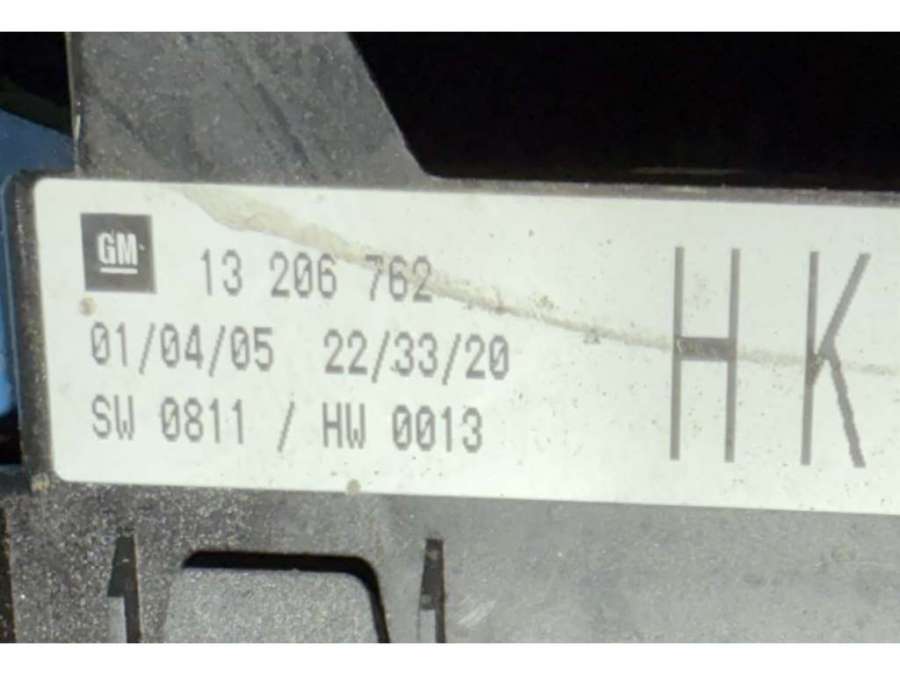 GM 13 206 762
01/04/05 22/33/20
SW 0811 / HW 0013
HK